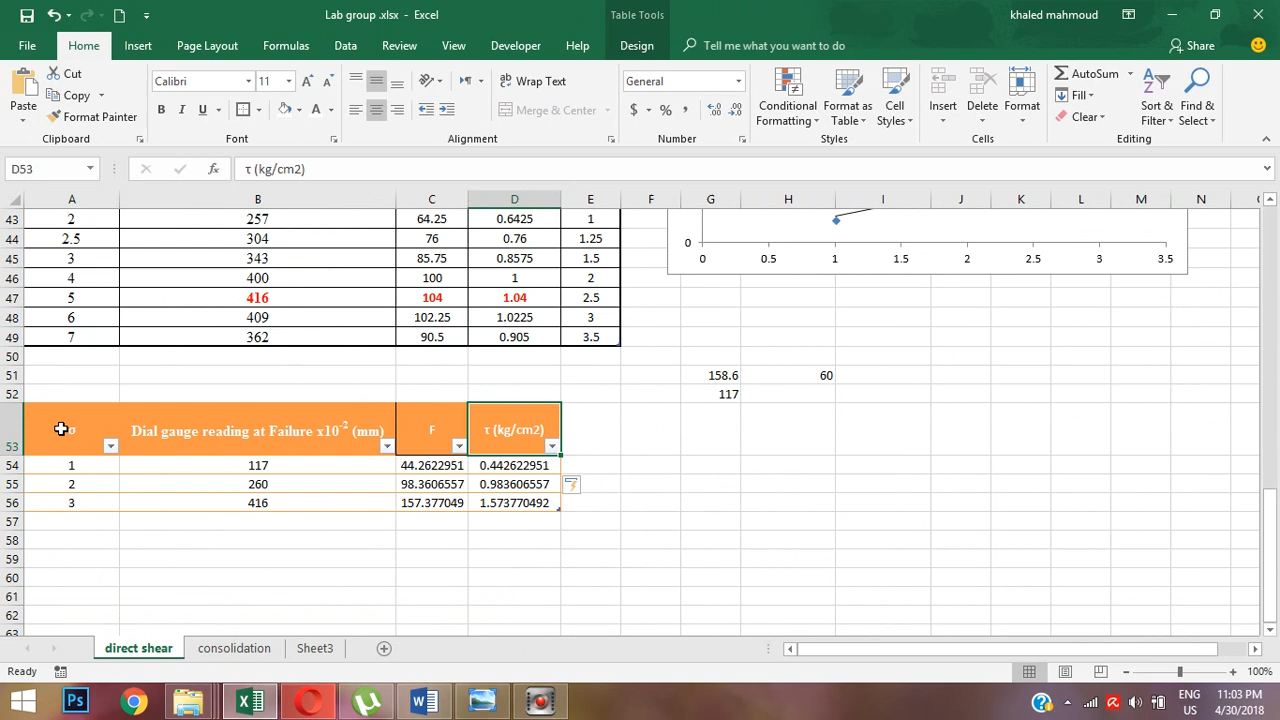 Lab group .xlsx - Excel
Table Tools
khaled mahmoud
File Home Insert Page Layout Formulas Data Review View Developer Help Design Tell me what you want to do Share
Paste
Cut
Copy
Format Painter
Clipboard
Calibri 11
B I U
Font
Wrap Text
Merge & Center
Alignment
General
$ % ,
Number
Conditional Formatting
Format as Table
Cell Styles
Styles
Insert Delete Format
Cells
AutoSum
Fill
Clear
Sort & Filter
Find & Select
Editing
D53 fx τ (kg/cm2)
A B C D E F G H I J K L M N
43 2 257 64.25 0.6425 1
44 2.5 304 76 0.76 1.25
45 3 343 85.75 0.8575 1.5
46 4 400 100 1 2
47 5 416 104 1.04 2.5
48 6 409 102.25 1.0225 3
49 7 362 90.5 0.905 3.5
0
0 0.5 1 1.5 2 2.5 3 3.5
50
51 158.6 60
52 117
53 σ Dial gauge reading at Failure x10-2 (mm) F τ (kg/cm2)
54 1 117 44.2622951 0.442622951
55 2 260 98.3606557 0.983606557
56 3 416 157.377049 1.573770492
57
58
59
60
61
62
63
direct shear consolidation Sheet3
Ready 100%
Ps W
ENG
US
11:03 PM
4/30/2018